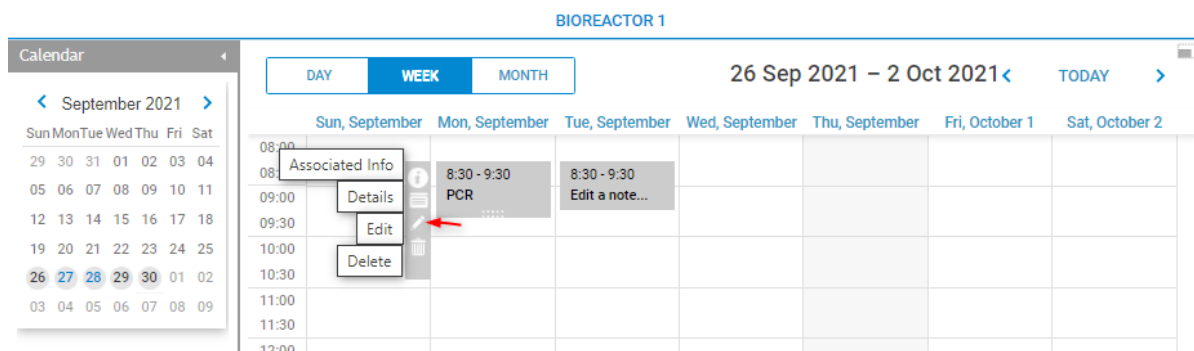 BIOREACTOR 1
Calendar
DAY WEEK MONTH
26 Sep 2021 – 2 Oct 2021
TODAY
September 2021
Sun Mon Tue Wed Thu Fri Sat
29 30 31 01 02 03 04
05 06 07 08 09 10 11
12 13 14 15 16 17 18
19 20 21 22 23 24 25
26 27 28 29 30 01 02
03 04 05 06 07 08 09
Sun, September Mon, September Tue, September Wed, September Thu, September Fri, October 1 Sat, October 2
08:00
Associated Info
08:
8:30 - 9:30 8:30 - 9:30
09:00
Details
PCR Edit a note...
09:30
Edit
10:00
Delete
10:30
11:00
11:30
12:00